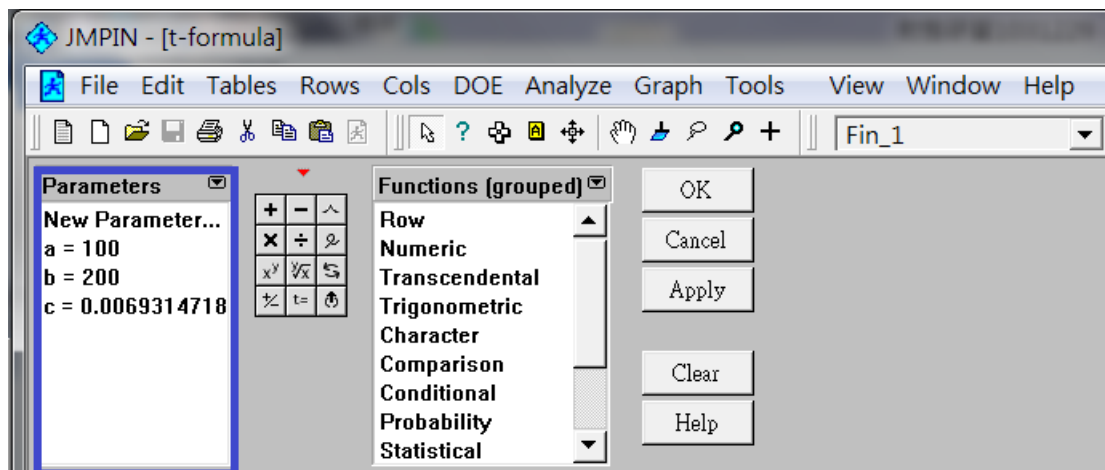 JMPIN - [t-formula]
File Edit Tables Rows Cols DOE Analyze Graph Tools View Window Help
Fin_1
Parameters
New Parameter...
a = 100
b = 200
c = 0.0069314718
t=
Functions (grouped)
Row
Numeric
Transcendental
Trigonometric
Character
Comparison
Conditional
Probability
Statistical
OK
Cancel
Apply
Clear
Help